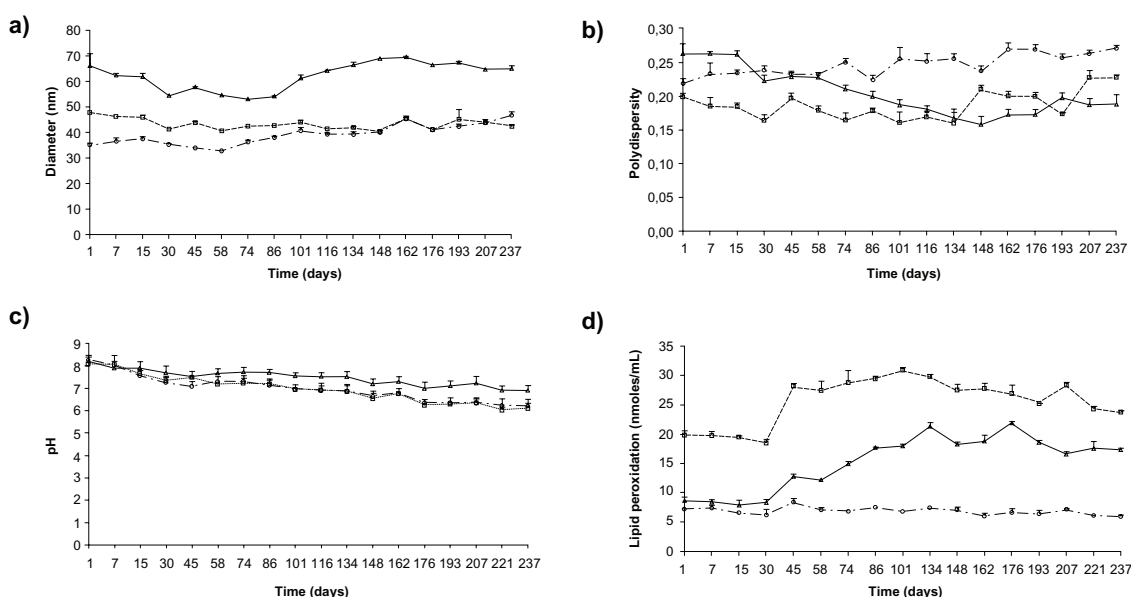 a)
Diameter (nm)
80
70
60
50
40
30
20
10
0
1 7 15 30 45 58 74 86 101 116 134 148 162 176 193 207 237
Time (days)
b)
Polydispersity
0,30
0,25
0,20
0,15
0,10
0,05
0,00
1 7 15 30 45 58 74 86 101 116 134 148 162 176 193 207 237
Time (days)
c)
pH
9
8
7
6
5
4
3
2
1
0
1 7 15 30 45 58 74 86 101 116 134 148 162 176 193 207 221 237
Time (days)
d)
Lipid peroxidation (nmoles/mL)
35
30
25
20
15
10
5
0
1 7 15 30 45 58 74 86 101 134 148 162 176 193 207 221 237
Time (days)